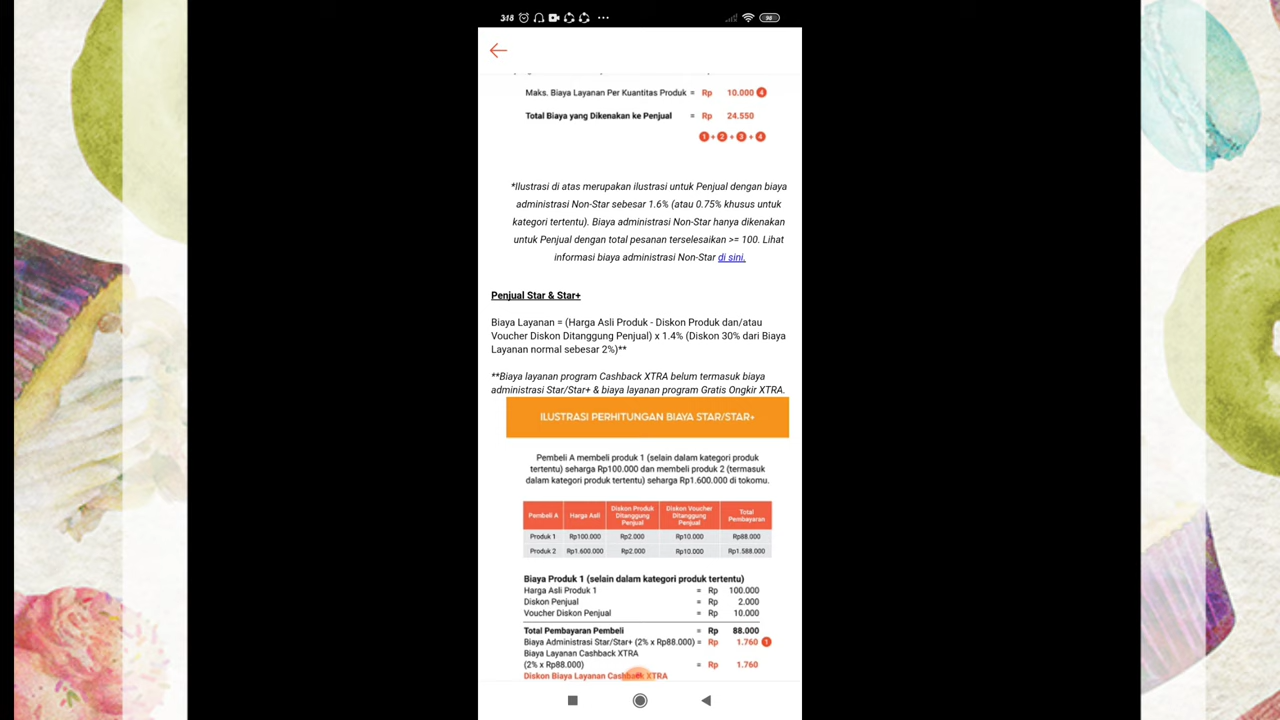 3:18
98
Maks. Biaya Layanan Per Kuantitas Produk = Rp 10.000 4
Total Biaya yang Dikenakan ke Penjual = Rp 24.550
1 + 2 + 3 + 4
*Ilustrasi di atas merupakan ilustrasi untuk Penjual dengan biaya
administrasi Non-Star sebesar 1.6% (atau 0.75% khusus untuk
kategori tertentu). Biaya administrasi Non-Star hanya dikenakan
untuk Penjual dengan total pesanan terselesaikan >= 100. Lihat
informasi biaya administrasi Non-Star di sini.
Penjual Star & Star+
Biaya Layanan = (Harga Asli Produk - Diskon Produk dan/atau
Voucher Diskon Ditanggung Penjual) x 1.4% (Diskon 30% dari Biaya
Layanan normal sebesar 2%)**
**Biaya layanan program Cashback XTRA belum termasuk biaya
administrasi Star/Star+ & biaya layanan program Gratis Ongkir XTRA.
ILUSTRASI PERHITUNGAN BIAYA STAR/STAR+
Pembeli A membeli produk 1 (selain dalam kategori produk
tertentu) seharga Rp100.000 dan membeli produk 2 (termasuk
dalam kategori produk tertentu) seharga Rp1.600.000 di tokomu.
Pembeli A Harga Asli Diskon Produk Ditanggung Penjual Diskon Voucher Ditanggung Penjual Total Pembayaran
Produk 1 Rp100.000 Rp2.000 Rp10.000 Rp88.000
Produk 2 Rp1.600.000 Rp2.000 Rp10.000 Rp1.588.000
Biaya Produk 1 (selain dalam kategori produk tertentu)
Harga Asli Produk 1 = Rp 100.000
Diskon Penjual = Rp 2.000
Voucher Diskon Penjual = Rp 10.000
Total Pembayaran Pembeli = Rp 88.000
Biaya Administrasi Star/Star+ (2% x Rp88.000) = Rp 1.760 1
Biaya Layanan Cashback XTRA
(2% x Rp88.000) = Rp 1.760
Diskon Biaya Layanan Cashback XTRA